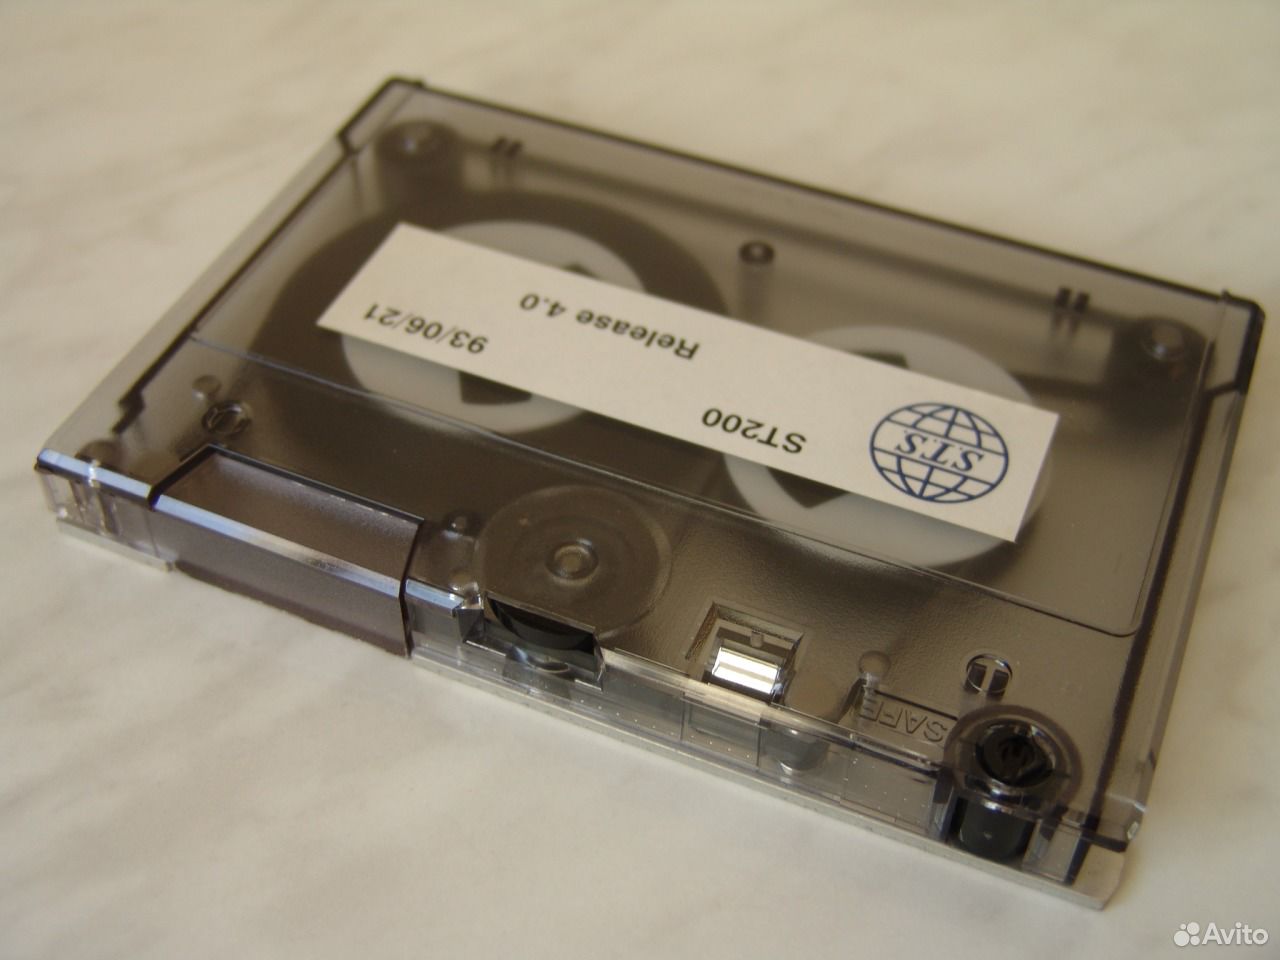 S.T.S
ST200
Release 4.0
93/06/21
SAFE
Avito